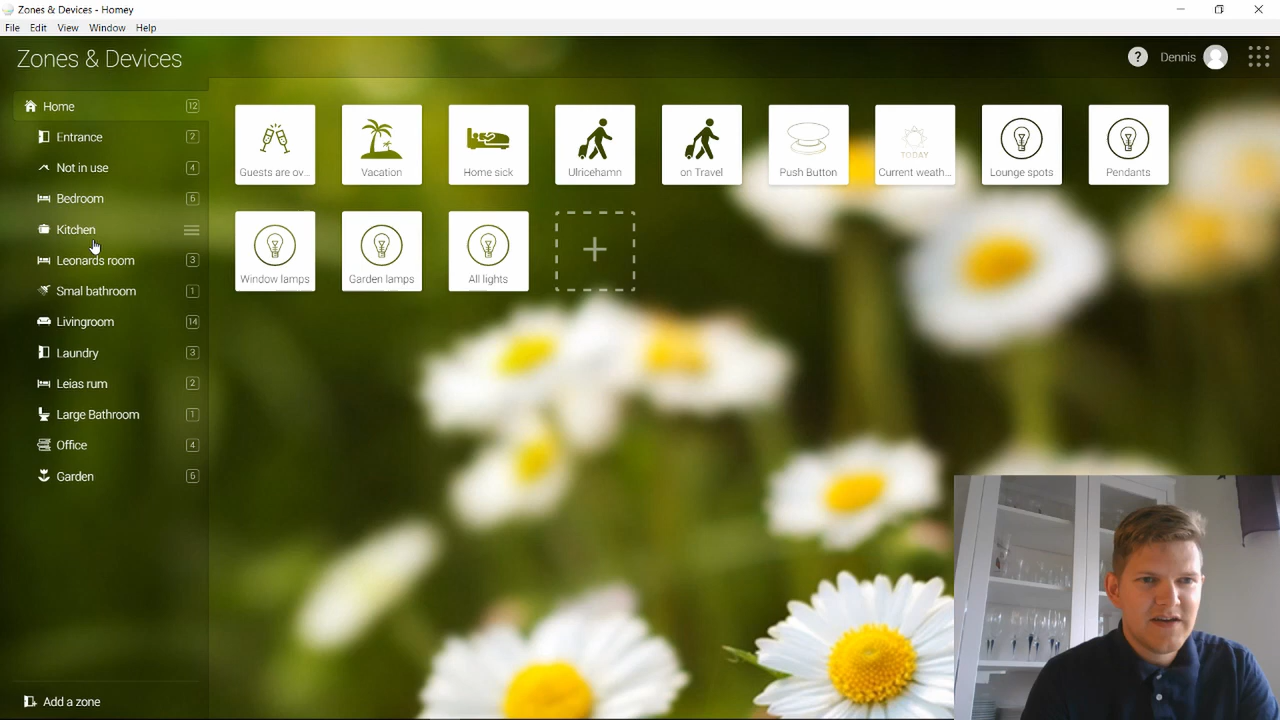 Zones & Devices - Homey
File Edit View Window Help
Zones & Devices
? Dennis
Home 12
Entrance 2
Not in use 4
Bedroom 6
Kitchen
Leonards room 3
Smal bathroom 1
Livingroom 14
Laundry 3
Leias rum 2
Large Bathroom 1
Office 4
Garden 6
Add a zone
Guests are ov...
Vacation
Home sick
Ulricehamn
on Travel
Push Button
TODAY
Current weath...
Lounge spots
Pendants
Window lamps
Garden lamps
All lights